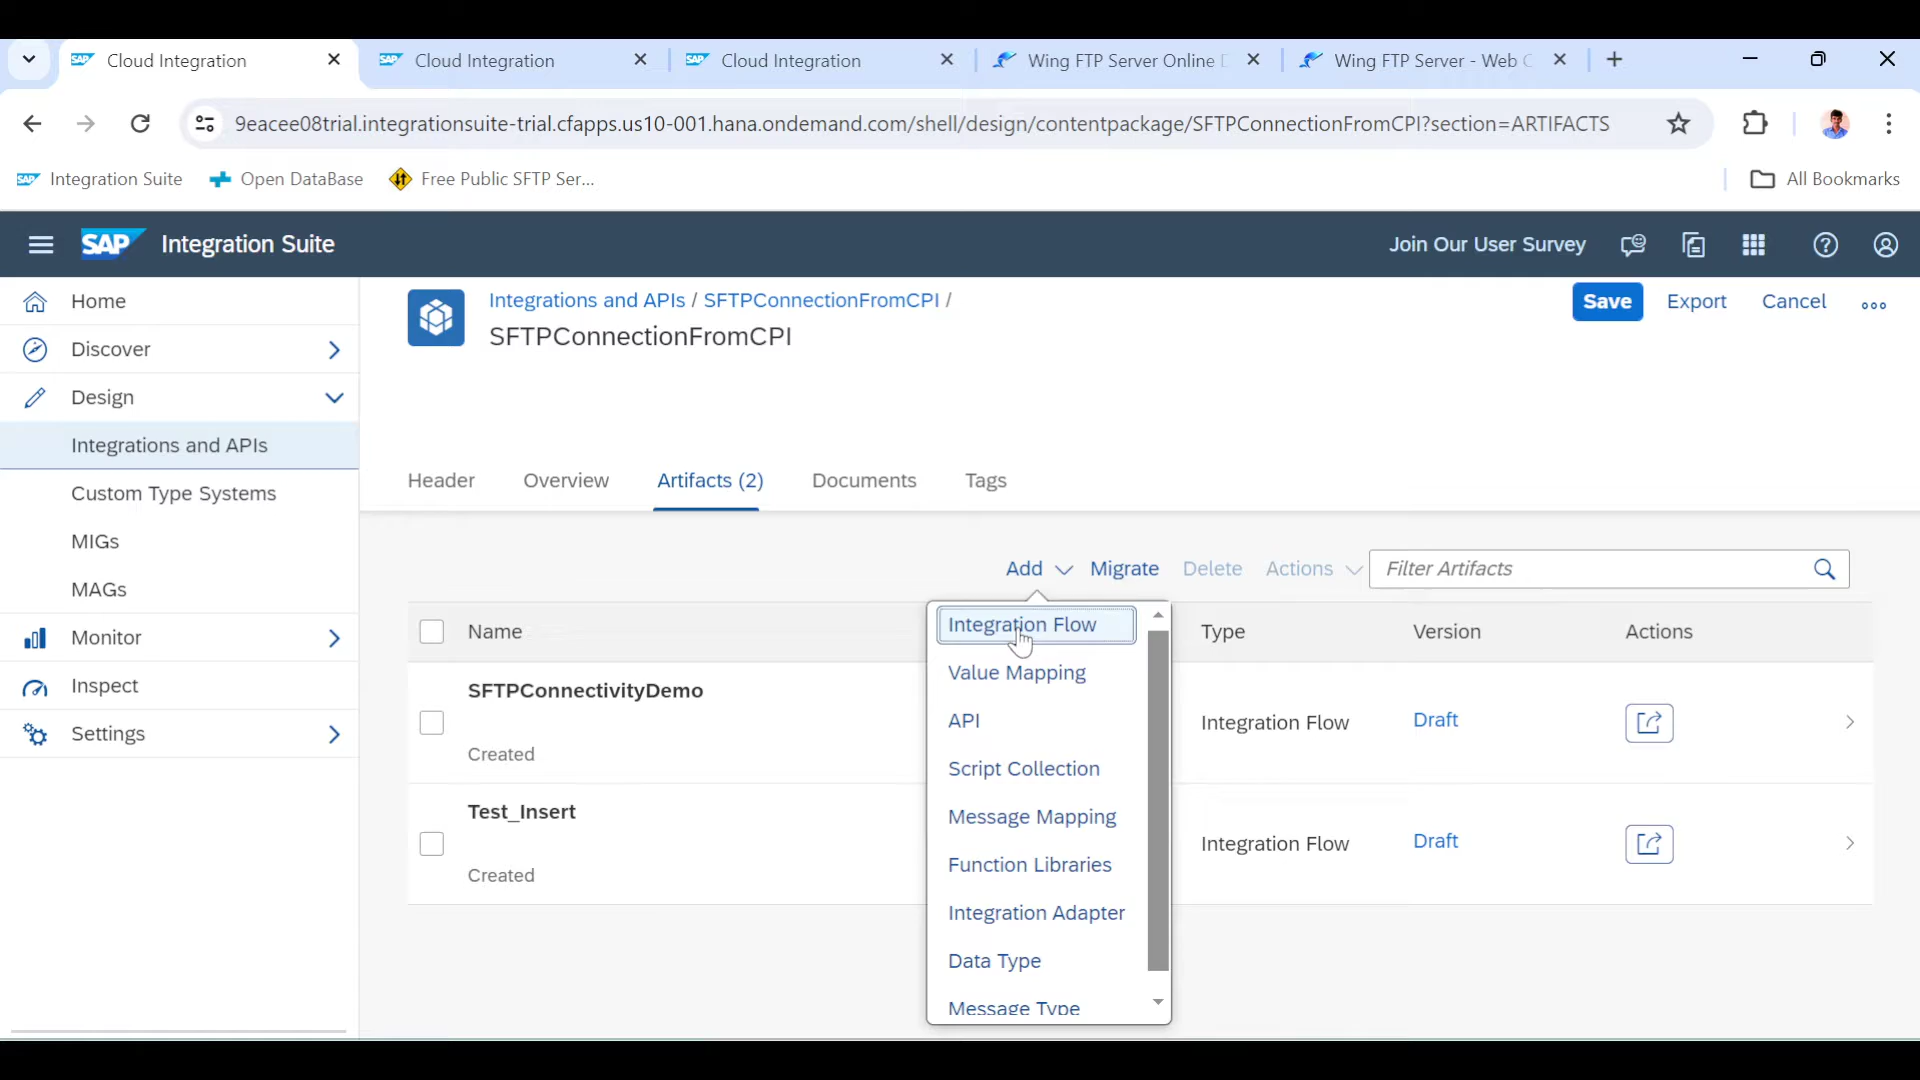 Cloud Integration
Cloud Integration
Cloud Integration
Wing FTP Server Online
Wing FTP Server - Web C
9eacee08trial.integrationsuite-trial.cfapps.us10-001.hana.ondemand.com/shell/design/contentpackage/SFTPConnectionFromCPI?section=ARTIFACTS
SAP Integration Suite
Open DataBase
Free Public SFTP Ser...
All Bookmarks
SAP Integration Suite
Join Our User Survey
Home
Discover
Design
Integrations and APIs
Custom Type Systems
MIGs
MAGs
Monitor
Inspect
Settings
Integrations and APIs / SFTPConnectionFromCPI /
SFTPConnectionFromCPI
Save Export Cancel
Header Overview Artifacts (2) Documents Tags
Add Migrate Delete Actions Filter Artifacts
Name Type Version Actions
SFTPConnectivityDemo
Created
Integration Flow Draft
Test_Insert
Created
Integration Flow Draft
Integration Flow
Value Mapping
API
Script Collection
Message Mapping
Function Libraries
Integration Adapter
Data Type
Message Type